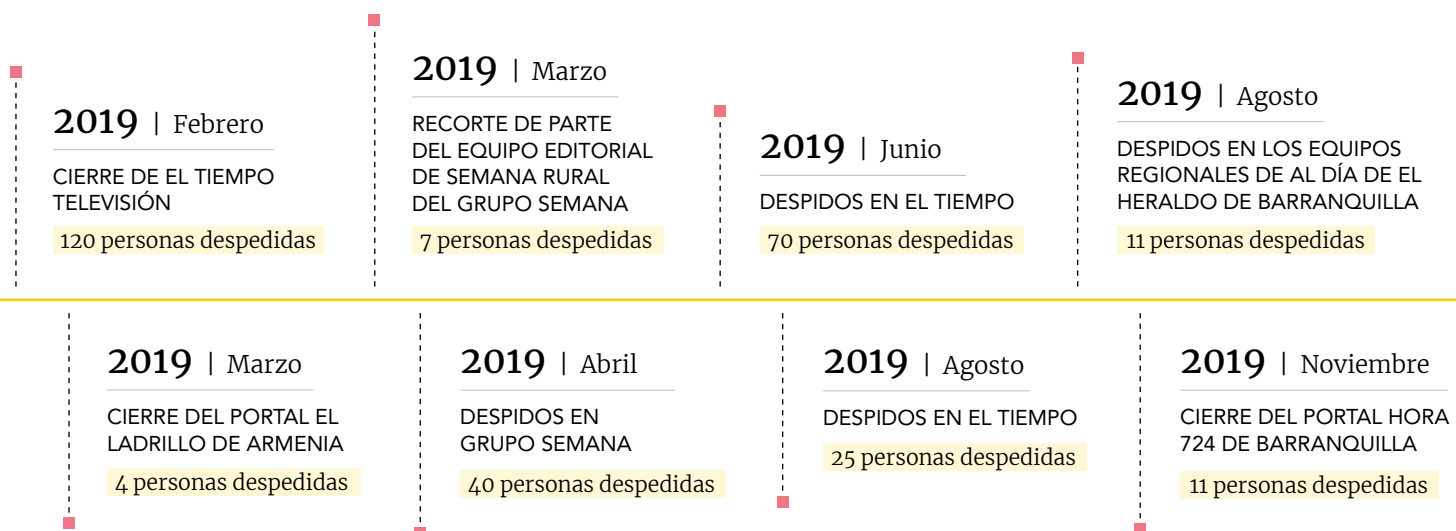 2019 | Febrero
CIERRE DE EL TIEMPO
TELEVISIÓN
120 personas despedidas
2019 | Marzo
RECORTE DE PARTE
DEL EQUIPO EDITORIAL
DE SEMANA RURAL
DEL GRUPO SEMANA
7 personas despedidas
2019 | Junio
DESPIDOS EN EL TIEMPO
70 personas despedidas
2019 | Agosto
DESPIDOS EN LOS EQUIPOS
REGIONALES DE AL DÍA DE EL
HERALDO DE BARRANQUILLA
11 personas despedidas
2019 | Marzo
CIERRE DEL PORTAL EL
LADRILLO DE ARMENIA
4 personas despedidas
2019 | Abril
DESPIDOS EN
GRUPO SEMANA
40 personas despedidas
2019 | Agosto
DESPIDOS EN EL TIEMPO
25 personas despedidas
2019 | Noviembre
CIERRE DEL PORTAL HORA
724 DE BARRANQUILLA
11 personas despedidas